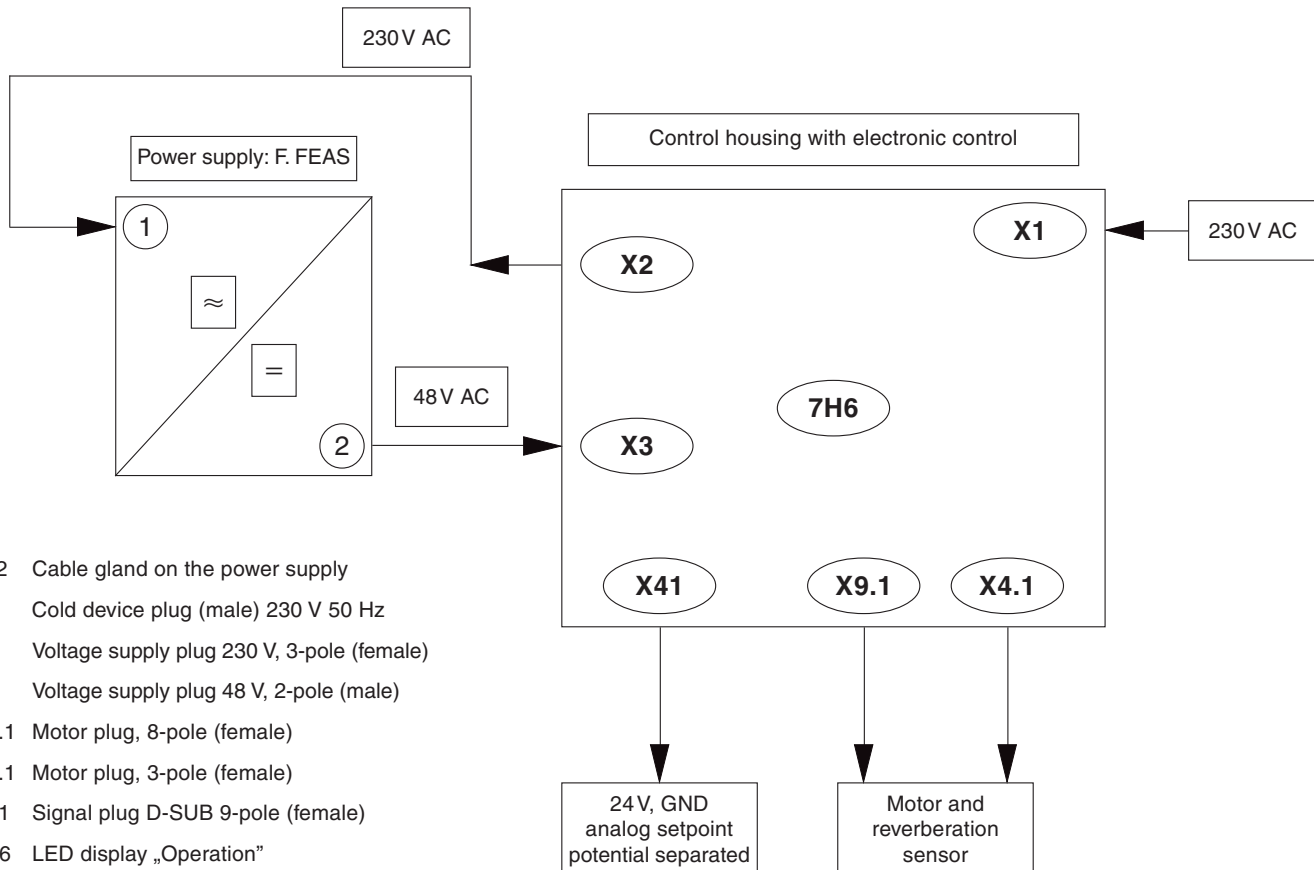 230 V AC
Power supply: F. FEAS
Control housing with electronic control
1
X1
230 V AC
X2
≈
=
48 V AC
7H6
2
X3
X41
X9.1
X4.1
2 Cable gland on the power supply
Cold device plug (male) 230 V 50 Hz
Voltage supply plug 230 V, 3-pole (female)
Voltage supply plug 48 V, 2-pole (male)
.1 Motor plug, 8-pole (female)
.1 Motor plug, 3-pole (female)
1 Signal plug D-SUB 9-pole (female)
6 LED display „Operation”
24 V, GND
analog setpoint
potential separated
Motor and
reverberation
sensor